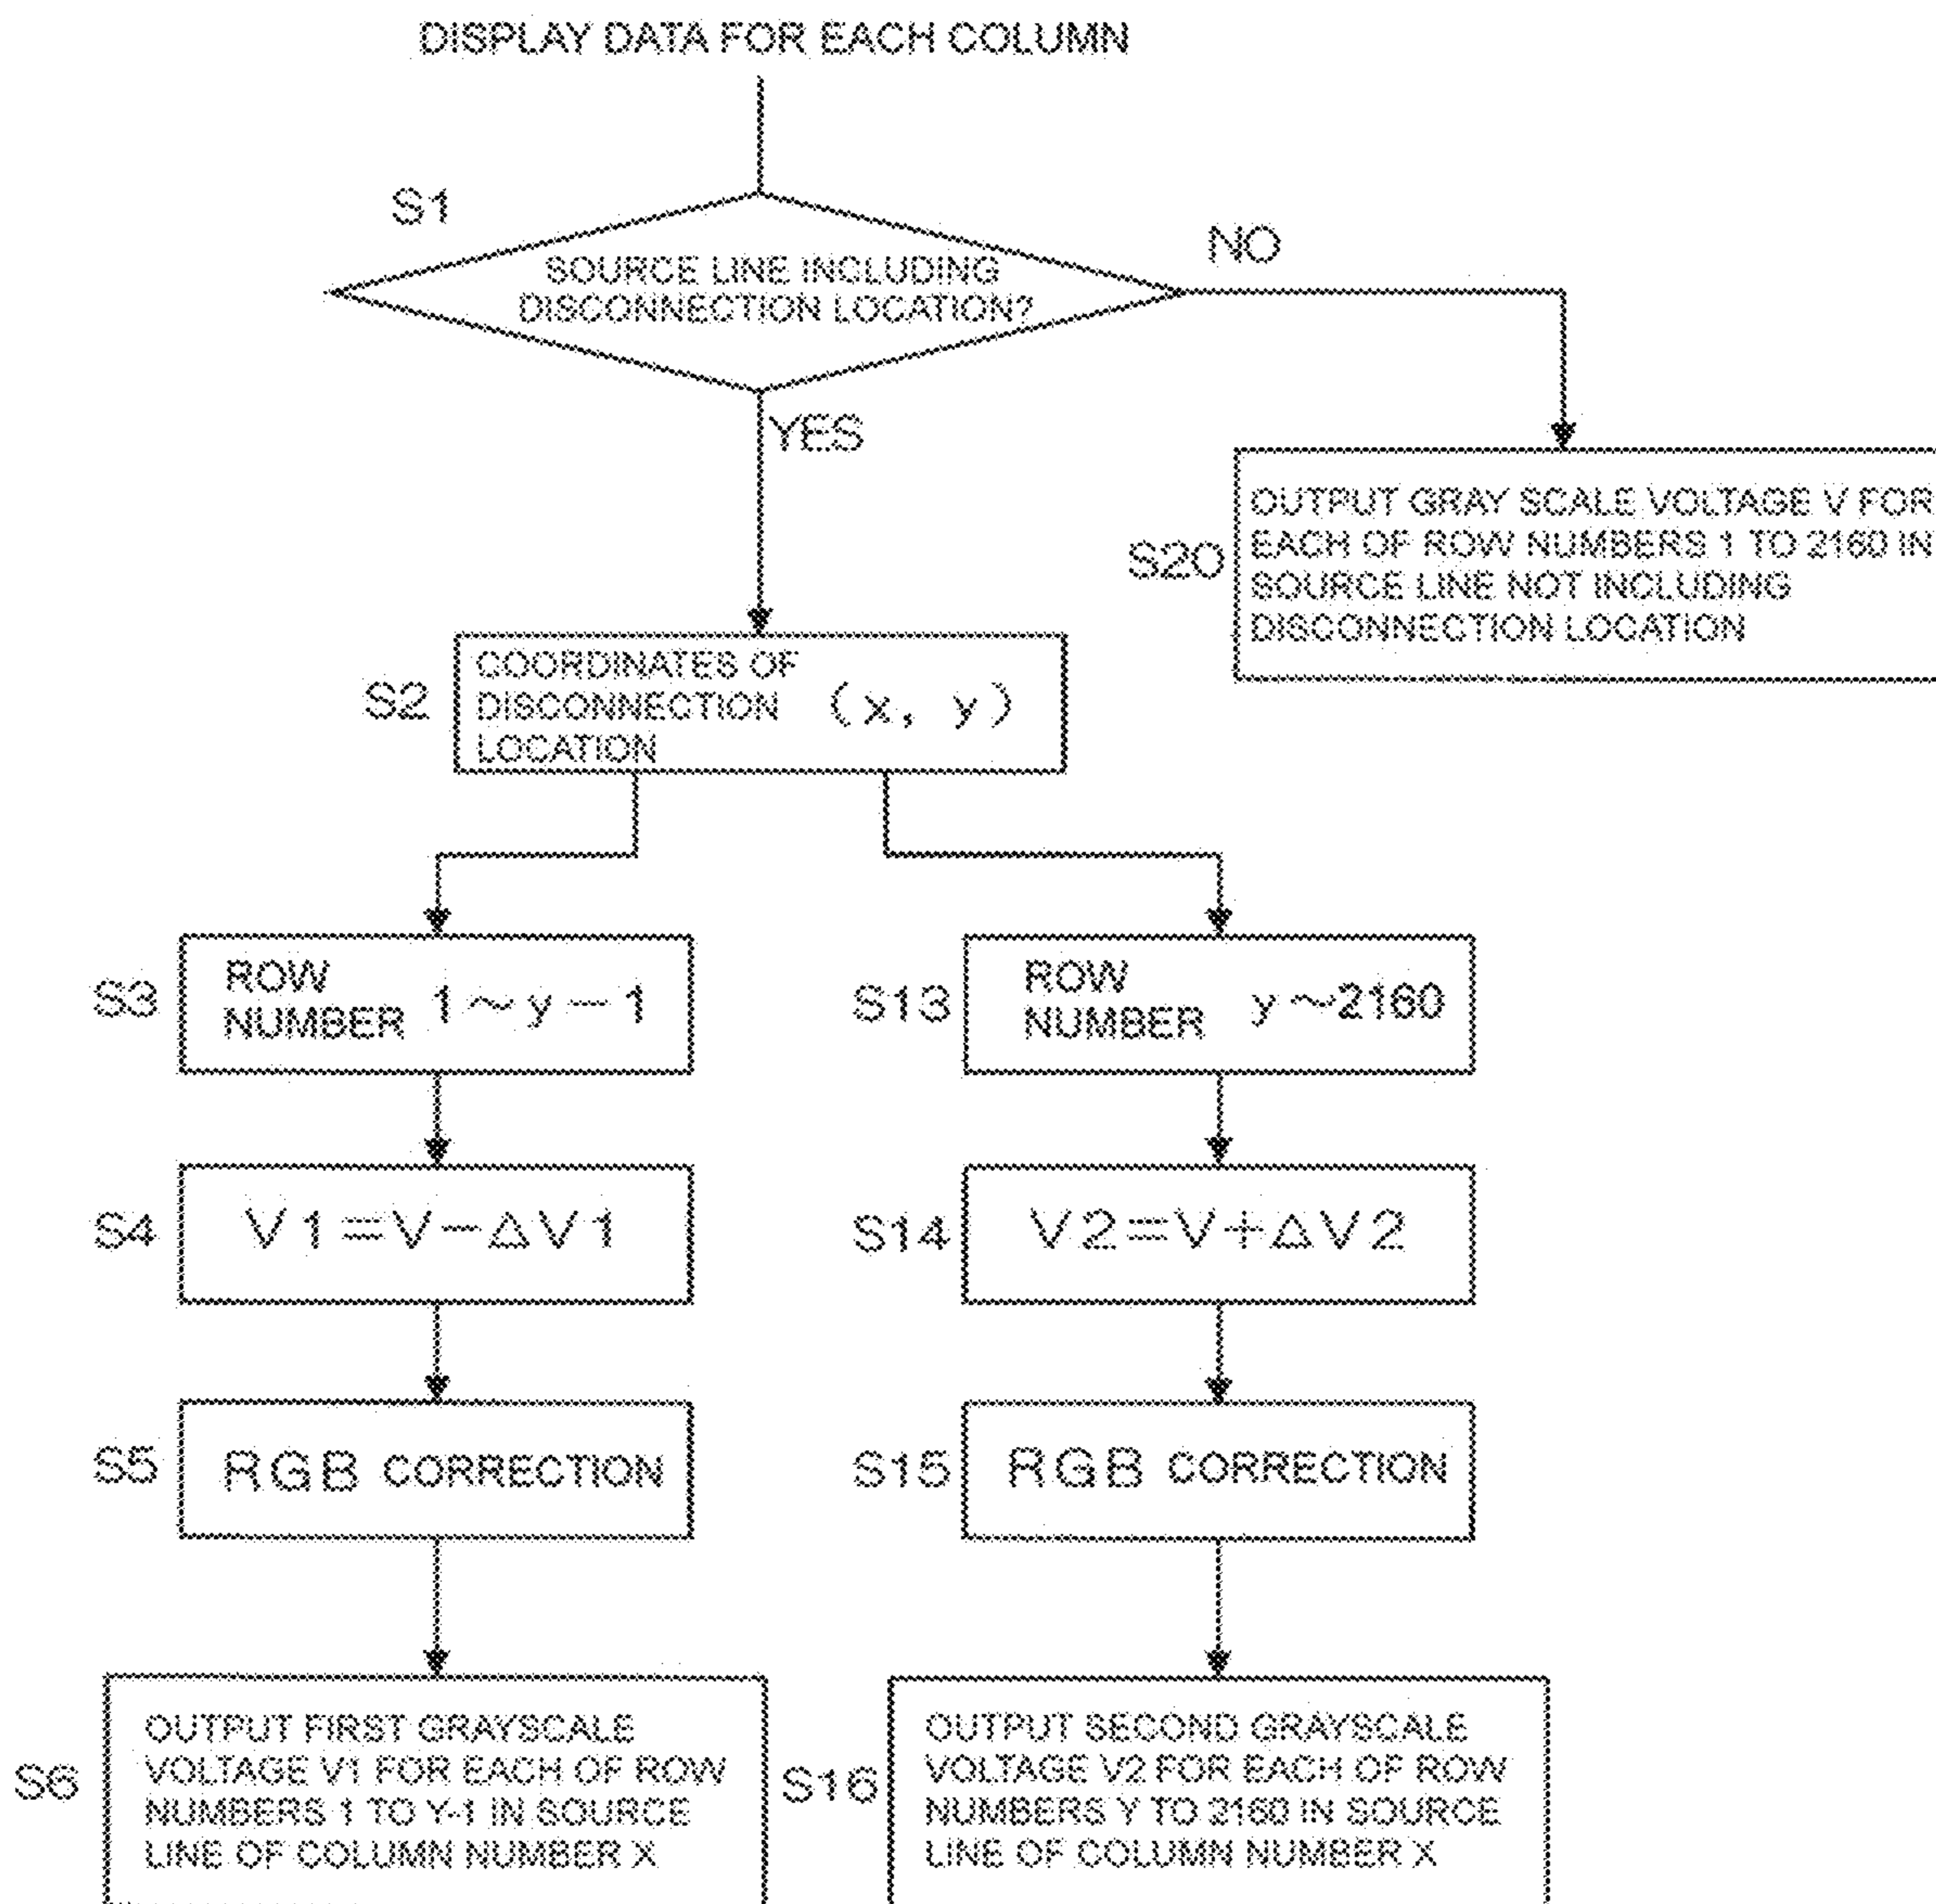 DISPLAY DATA FOR EACH COLUMN
S1
SOURCE LINE INCLUDING
DISCONNECTION LOCATION?
NO
YES
S20
OUTPUT GRAY SCALE VOLTAGE V FOR
EACH OF ROW NUMBERS 1 TO 2160 IN
SOURCE LINE NOT INCLUDING
DISCONNECTION LOCATION
S2
COORDINATES OF
DISCONNECTION
LOCATION
(x, y)
S3
ROW
NUMBER
1～y－1
S13
ROW
NUMBER
y～2160
S4
V1=V－ΔV1
S14
V2=V+ΔV2
S5
RGB CORRECTION
S15
RGB CORRECTION
S6
OUTPUT FIRST GRAYSCALE
VOLTAGE V1 FOR EACH OF ROW
NUMBERS 1 TO Y-1 IN SOURCE
LINE OF COLUMN NUMBER X
S16
OUTPUT SECOND GRAYSCALE
VOLTAGE V2 FOR EACH OF ROW
NUMBERS Y TO 2160 IN SOURCE
LINE OF COLUMN NUMBER X